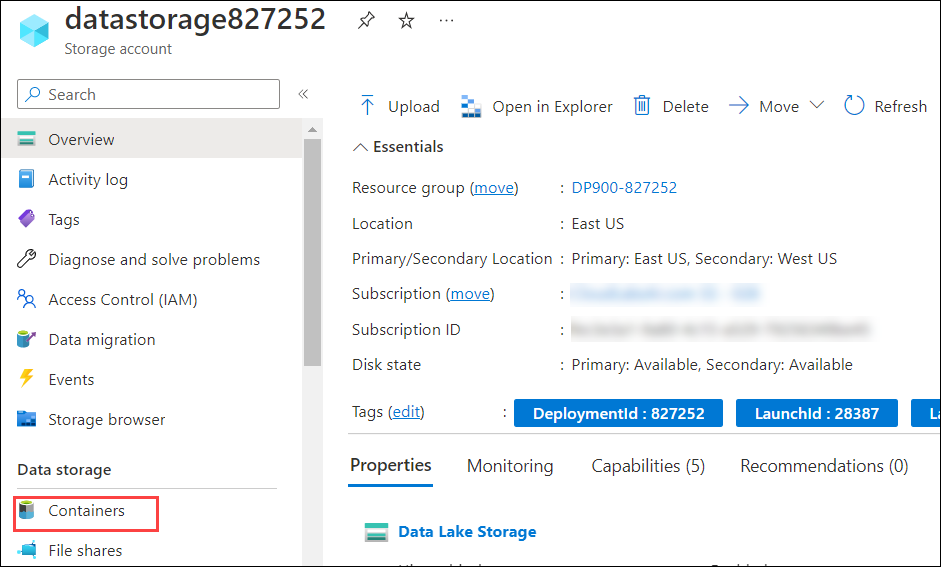 datastorage827252
Storage account
Search
Overview
Activity log
Tags
Diagnose and solve problems
Access Control (IAM)
Data migration
Events
Storage browser
Data storage
Containers
File shares
Upload Open in Explorer Delete Move Refresh
Essentials
Resource group (move) : DP900-827252
Location : East US
Primary/Secondary Location : Primary: East US, Secondary: West US
Subscription (move) :
Subscription ID :
Disk state : Primary: Available, Secondary: Available
Tags (edit) : DeploymentId : 827252 LaunchId : 28387
Properties Monitoring Capabilities (5) Recommendations (0)
Data Lake Storage